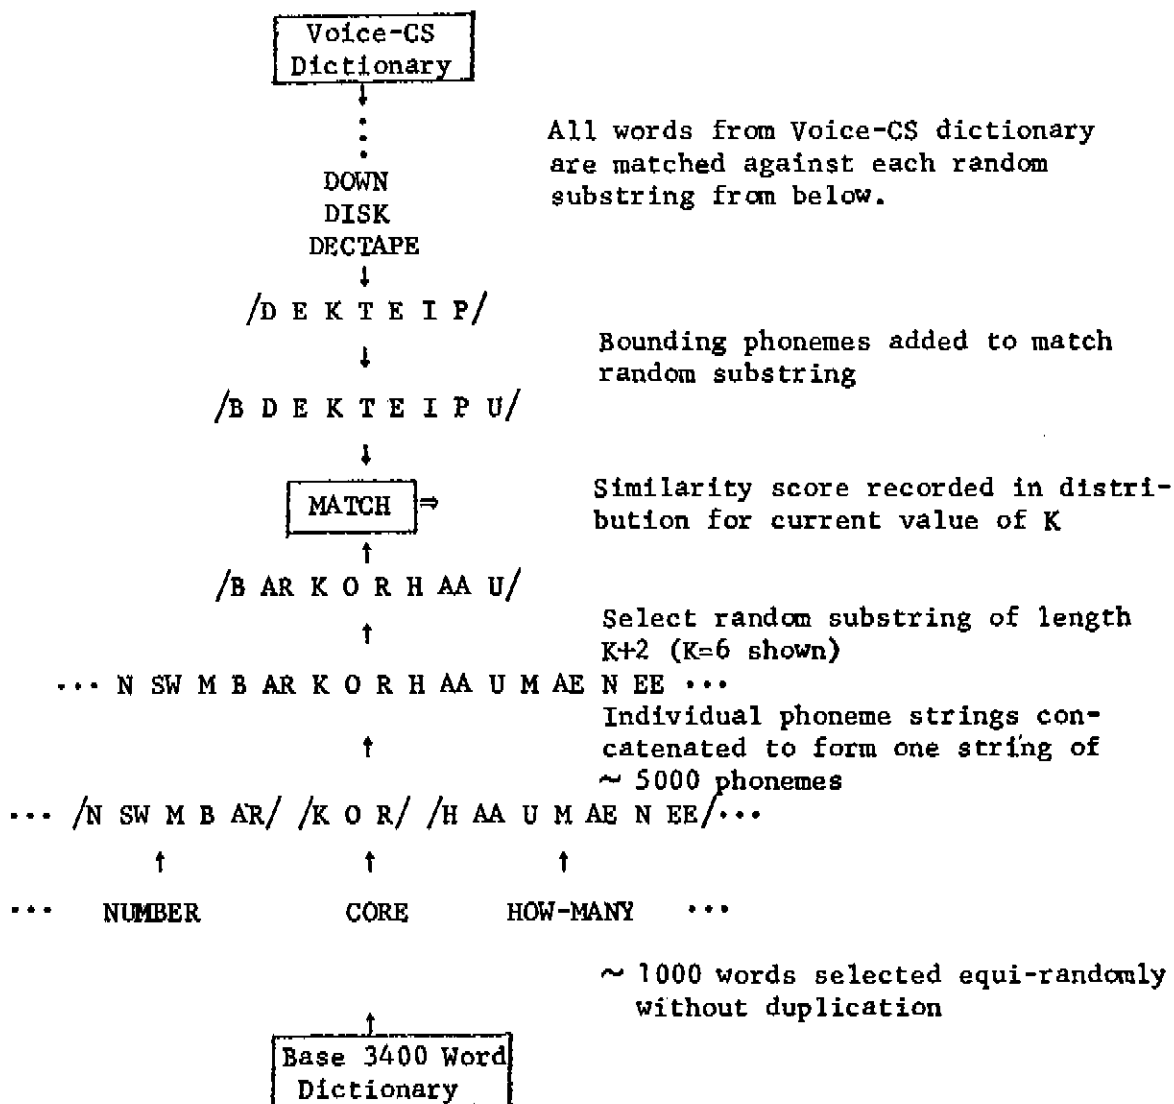 Voice-CS
Dictionary
All words from Voice-CS dictionary
are matched against each random
substring from below.
DOWN
DISK
DECTAPE
/D E K T E I P/
Bounding phonemes added to match
random substring
/B D E K T E I P U/
MATCH ⇒
Similarity score recorded in distri-
bution for current value of K
/B AR K O R H AA U/
Select random substring of length
K+2 (K=6 shown)
··· N SW M B AR K O R H AA U M AE N EE ···
Individual phoneme strings con-
catenated to form one string of
~ 5000 phonemes
··· /N SW M B AR/ /K O R/ /H AA U M AE N EE/···
··· NUMBER CORE HOW-MANY ···
~ 1000 words selected equi-randomly
without duplication
Base 3400 Word
Dictionary